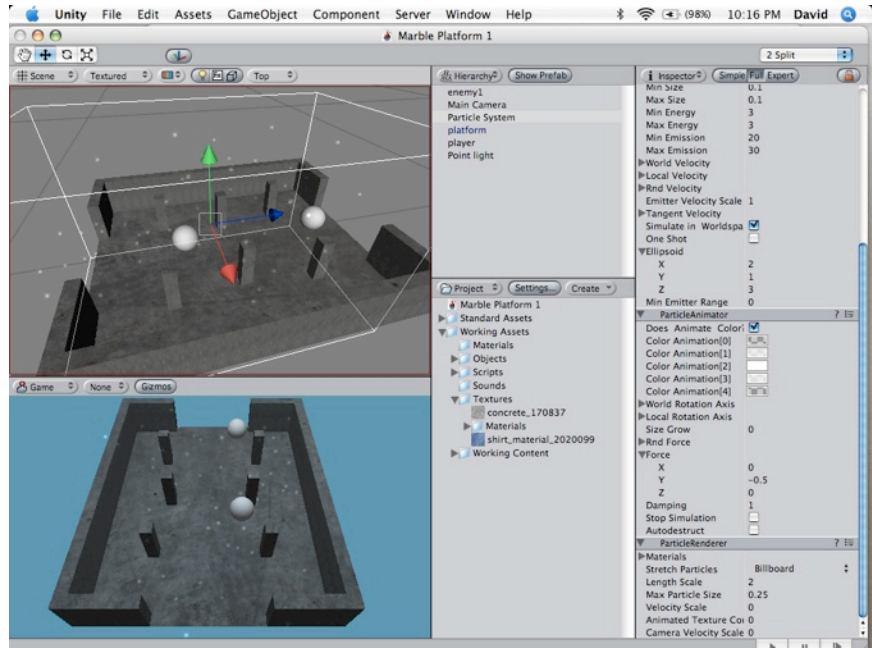 Unity File Edit Assets GameObject Component Server Window Help (98%) 10:16 PM David
Marble Platform 1
2 Split
Scene Textured Top
Hierarchy Show Prefab
enemy1
Main Camera
Particle System
platform
player
Point light
Project Settings... Create
Marble Platform 1
Standard Assets
Working Assets
Materials
Objects
Scripts
Sounds
Textures
concrete_170837
Materials
shirt_material_2020099
Working Content
Game None Gizmos
Inspector Simple Full Expert
Min Size 0.1
Max Size 0.1
Min Energy 3
Max Energy 3
Min Emission 20
Max Emission 30
World Velocity
Local Velocity
Rnd Velocity
Emitter Velocity Scale 1
Tangent Velocity
Simulate in Worldspa
One Shot
Ellipsoid
X 2
Y 1
Z 3
Min Emitter Range 0
ParticleAnimator ?
Does Animate Color
Color Animation[0]
Color Animation[1]
Color Animation[2]
Color Animation[3]
Color Animation[4]
World Rotation Axis
Local Rotation Axis
Size Grow 0
Rnd Force
Force
X 0
Y -0.5
Z 0
Damping 1
Stop Simulation
Autodestruct
ParticleRenderer ?
Materials
Stretch Particles Billboard
Length Scale 2
Max Particle Size 0.25
Velocity Scale 0
Animated Texture Cou 0
Camera Velocity Scale 0